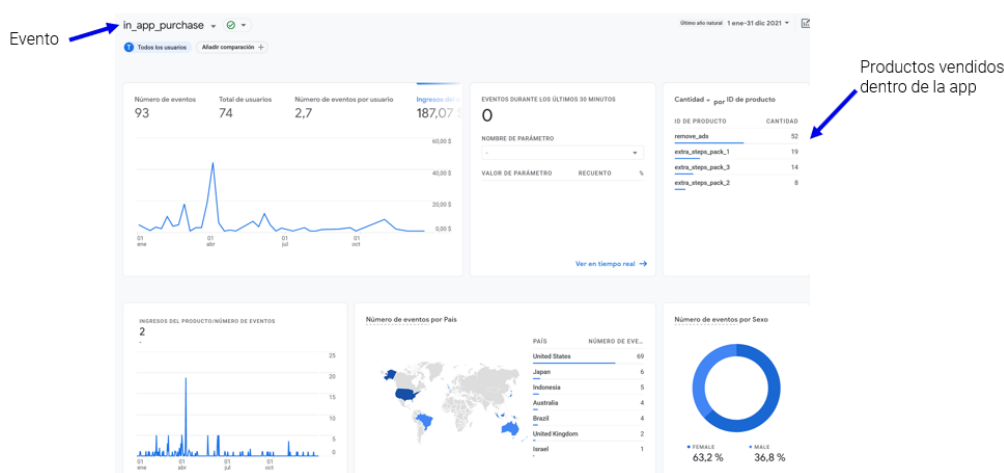 in_app_purchase
Último año natural 1 ene-31 dic 2021
Evento
T Todos los usuarios
Añadir comparación +
Productos vendidos
dentro de la app
Número de eventos
93
Total de usuarios
74
Número de eventos por usuario
2,7
Ingresos del e
187,07 $
60,00 $
40,00 $
20,00 $
0,00 $
01
ene
01
abr
01
jul
01
oct
EVENTOS DURANTE LOS ÚLTIMOS 30 MINUTOS
0
NOMBRE DE PARÁMETRO
-
VALOR DE PARÁMETRO RECUENTO %
Ver en tiempo real →
Cantidad por ID de producto
ID DE PRODUCTO CANTIDAD
remove_ads 52
extra_steps_pack_1 19
extra_steps_pack_3 14
extra_steps_pack_2 8
INGRESOS DEL PRODUCTO/NÚMERO DE EVENTOS
2
-
25
20
15
10
5
0
01
ene
01
abr
01
jul
01
oct
Número de eventos por País
PAÍS NÚMERO DE EVE...
United States 69
Japan 6
Indonesia 5
Australia 4
Brazil 4
United Kingdom 2
Israel 1
Número de eventos por Sexo
FEMALE
63,2 %
MALE
36,8 %